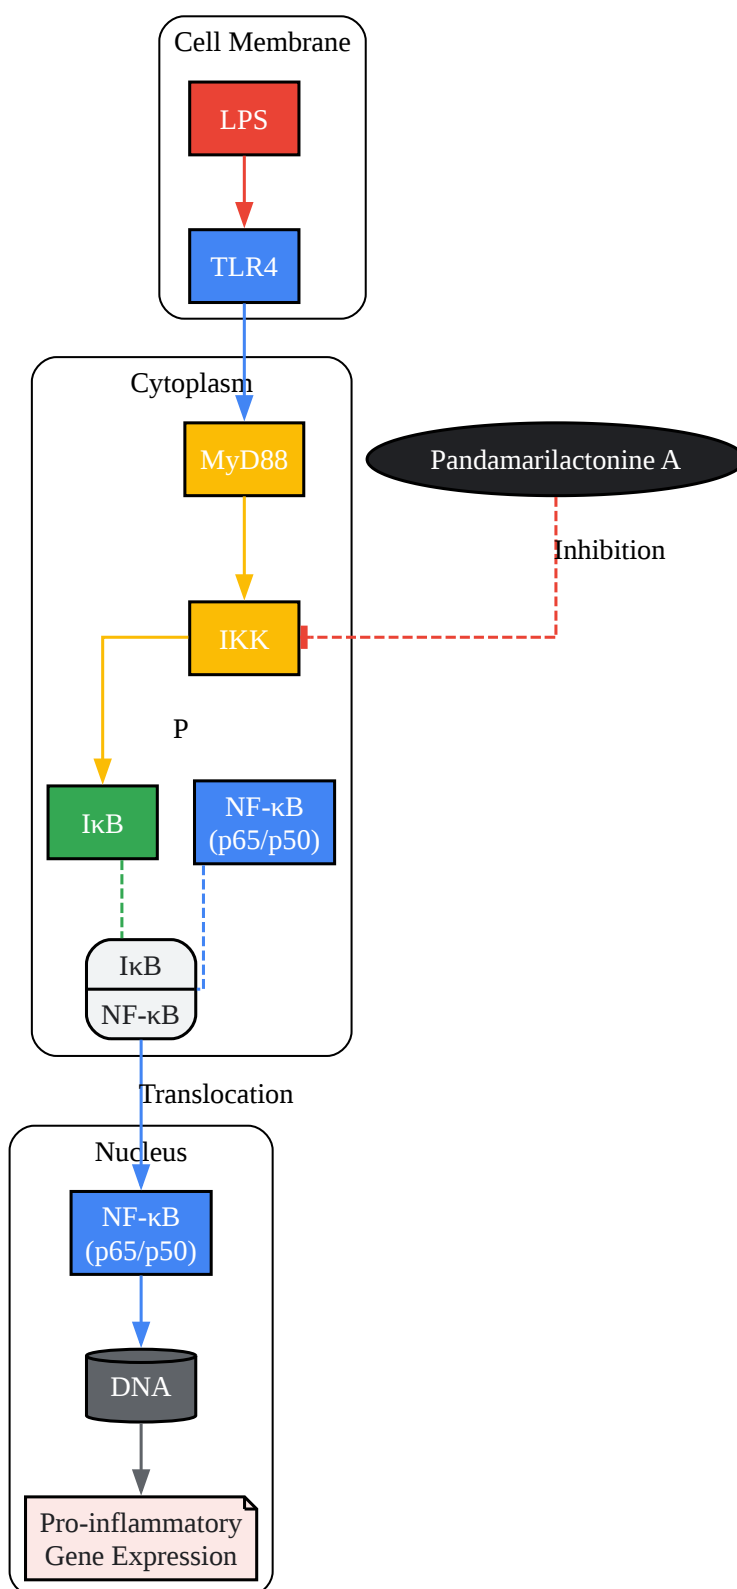 Cell Membrane
LPS
TLR4
Cytoplasm
MyD88
Pandamarilactonine A
Inhibition
IKK
P
IκB
NF-κB
(p65/p50)
IκB
NF-κB
Translocation
Nucleus
NF-κB
(p65/p50)
DNA
Pro-inflammatory
Gene Expression